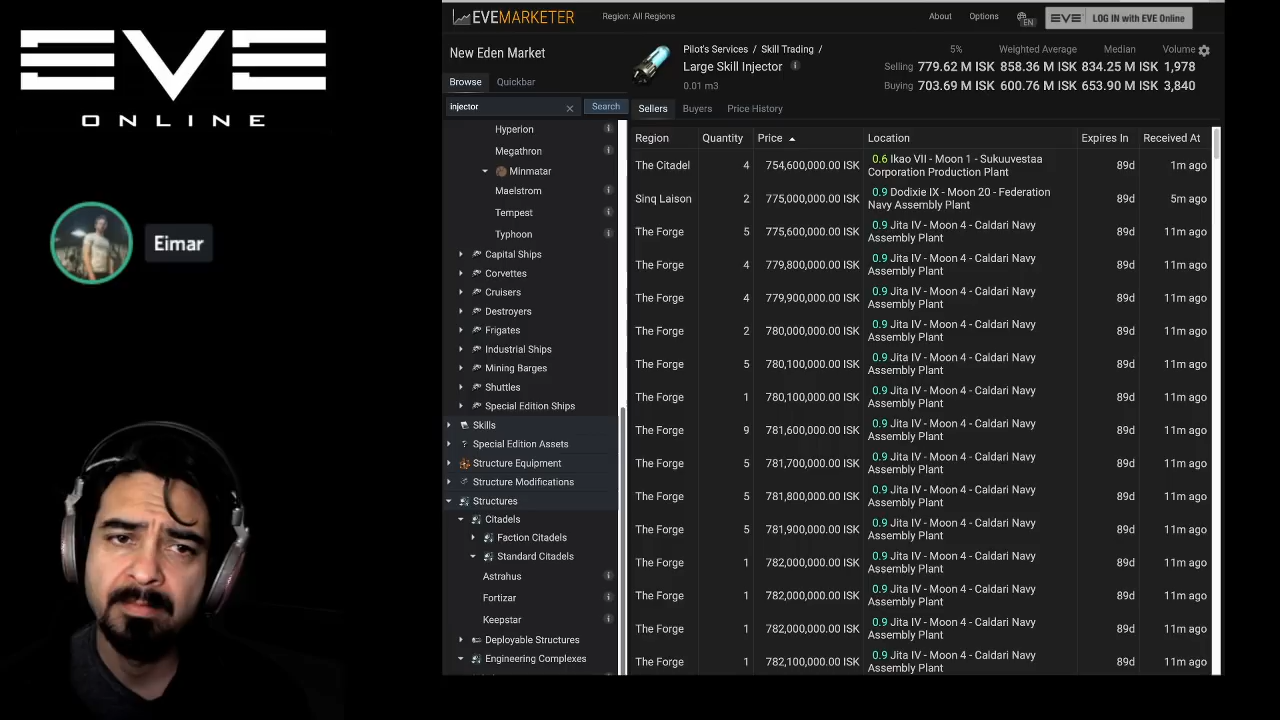 EVE
ONLINE
Eimar
EVEMARKETER
Region: All Regions
About
Options
EN
EVE
LOG IN with EVE Online
New Eden Market
Browse
Quickbar
injector
Search
Hyperion
Megathron
Minmatar
Maelstrom
Tempest
Typhoon
Capital Ships
Corvettes
Cruisers
Destroyers
Frigates
Industrial Ships
Mining Barges
Shuttles
Special Edition Ships
Skills
Special Edition Assets
Structure Equipment
Structure Modifications
Structures
Citadels
Faction Citadels
Standard Citadels
Astrahus
Fortizar
Keepstar
Deployable Structures
Engineering Complexes
Pilot's Services / Skill Trading /
Large Skill Injector
0.01 m3
5% Weighted Average Median Volume
Selling 779.62 M ISK 858.36 M ISK 834.25 M ISK 1,978
Buying 703.69 M ISK 600.76 M ISK 653.90 M ISK 3,840
Sellers Buyers Price History
Region Quantity Price Location Expires In Received At
The Citadel 4 754,600,000.00 ISK 0.6 Ikao VII - Moon 1 - Sukuuvestaa 89d 1m ago
Corporation Production Plant
Sinq Laison 2 775,000,000.00 ISK 0.9 Dodixie IX - Moon 20 - Federation 89d 5m ago
Navy Assembly Plant
The Forge 5 775,600,000.00 ISK 0.9 Jita IV - Moon 4 - Caldari Navy 89d 11m ago
Assembly Plant
The Forge 4 779,800,000.00 ISK 0.9 Jita IV - Moon 4 - Caldari Navy 89d 11m ago
Assembly Plant
The Forge 4 779,900,000.00 ISK 0.9 Jita IV - Moon 4 - Caldari Navy 89d 11m ago
Assembly Plant
The Forge 2 780,000,000.00 ISK 0.9 Jita IV - Moon 4 - Caldari Navy 89d 11m ago
Assembly Plant
The Forge 5 780,100,000.00 ISK 0.9 Jita IV - Moon 4 - Caldari Navy 89d 11m ago
Assembly Plant
The Forge 1 780,100,000.00 ISK 0.9 Jita IV - Moon 4 - Caldari Navy 89d 11m ago
Assembly Plant
The Forge 9 781,600,000.00 ISK 0.9 Jita IV - Moon 4 - Caldari Navy 89d 11m ago
Assembly Plant
The Forge 5 781,700,000.00 ISK 0.9 Jita IV - Moon 4 - Caldari Navy 89d 11m ago
Assembly Plant
The Forge 5 781,800,000.00 ISK 0.9 Jita IV - Moon 4 - Caldari Navy 89d 11m ago
Assembly Plant
The Forge 5 781,900,000.00 ISK 0.9 Jita IV - Moon 4 - Caldari Navy 89d 11m ago
Assembly Plant
The Forge 1 782,000,000.00 ISK 0.9 Jita IV - Moon 4 - Caldari Navy 89d 11m ago
Assembly Plant
The Forge 1 782,000,000.00 ISK 0.9 Jita IV - Moon 4 - Caldari Navy 89d 11m ago
Assembly Plant
The Forge 1 782,000,000.00 ISK 0.9 Jita IV - Moon 4 - Caldari Navy 89d 11m ago
Assembly Plant
The Forge 1 782,100,000.00 ISK 0.9 Jita IV - Moon 4 - Caldari Navy 89d 11m ago
Assembly Plant